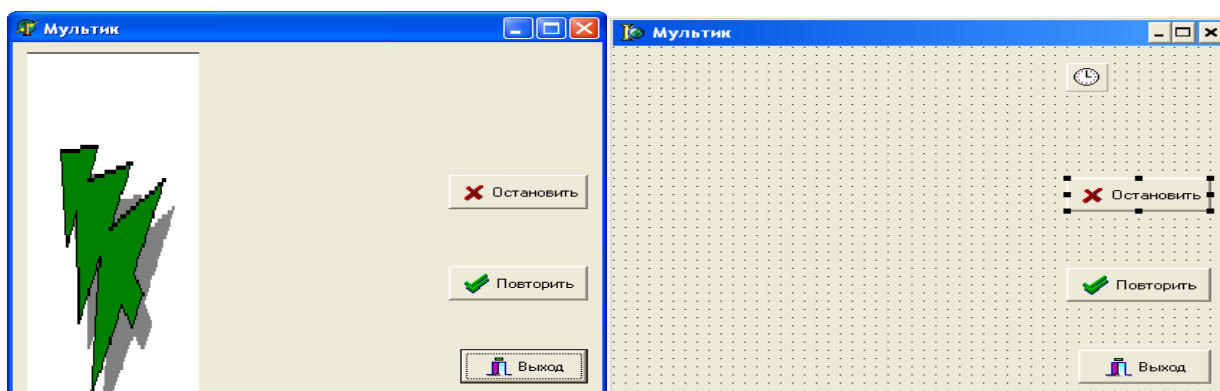 Мультик
Остановить
Повторить
Выход
Мультик
Остановить
Повторить
Выход